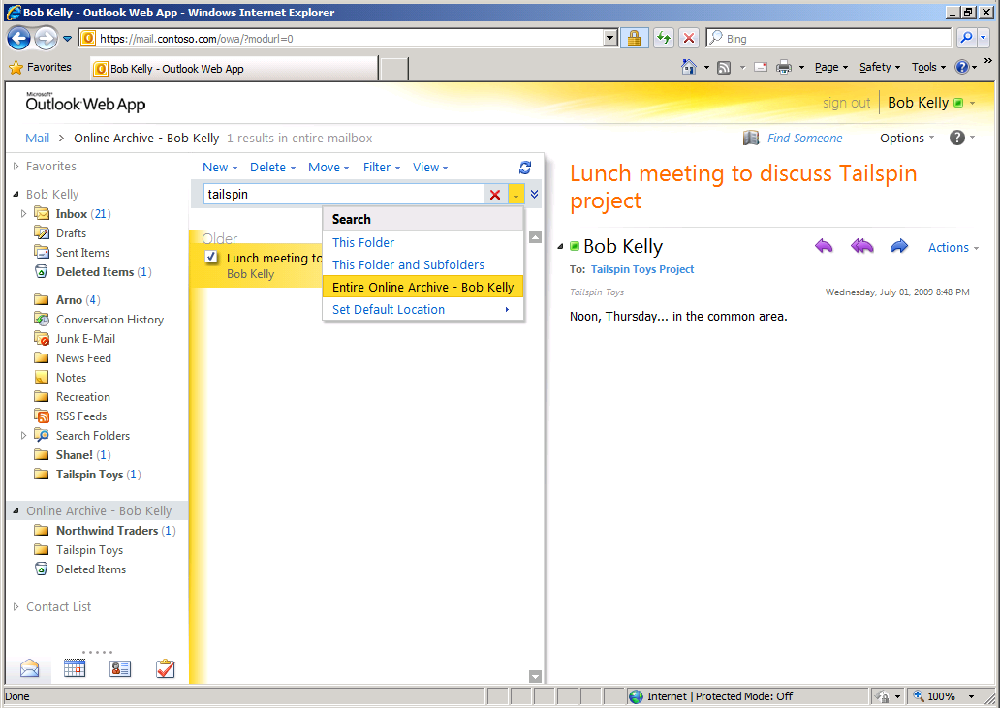 Bob Kelly - Outlook Web App - Windows Internet Explorer
https://mail.contoso.com/owa/?modurl=0
Bing
Favorites
Bob Kelly - Outlook Web App
Page
Safety
Tools
Microsoft®
Outlook Web App
sign out
Bob Kelly
Mail > Online Archive - Bob Kelly 1 results in entire mailbox
Find Someone
Options
Favorites
Bob Kelly
Inbox (21)
Drafts
Sent Items
Deleted Items (1)
Arno (4)
Conversation History
Junk E-Mail
News Feed
Notes
Recreation
RSS Feeds
Search Folders
Shane! (1)
Tailspin Toys (1)
Online Archive - Bob Kelly
Northwind Traders (1)
Tailspin Toys
Deleted Items
Contact List
New
Delete
Move
Filter
View
tailspin
Older
Lunch meeting to
Bob Kelly
Search
This Folder
This Folder and Subfolders
Entire Online Archive - Bob Kelly
Set Default Location
Lunch meeting to discuss Tailspin
project
Bob Kelly
Actions
To: Tailspin Toys Project
Tailspin Toys
Wednesday, July 01, 2009 8:48 PM
Noon, Thursday... in the common area.
Done
Internet | Protected Mode: Off
100%